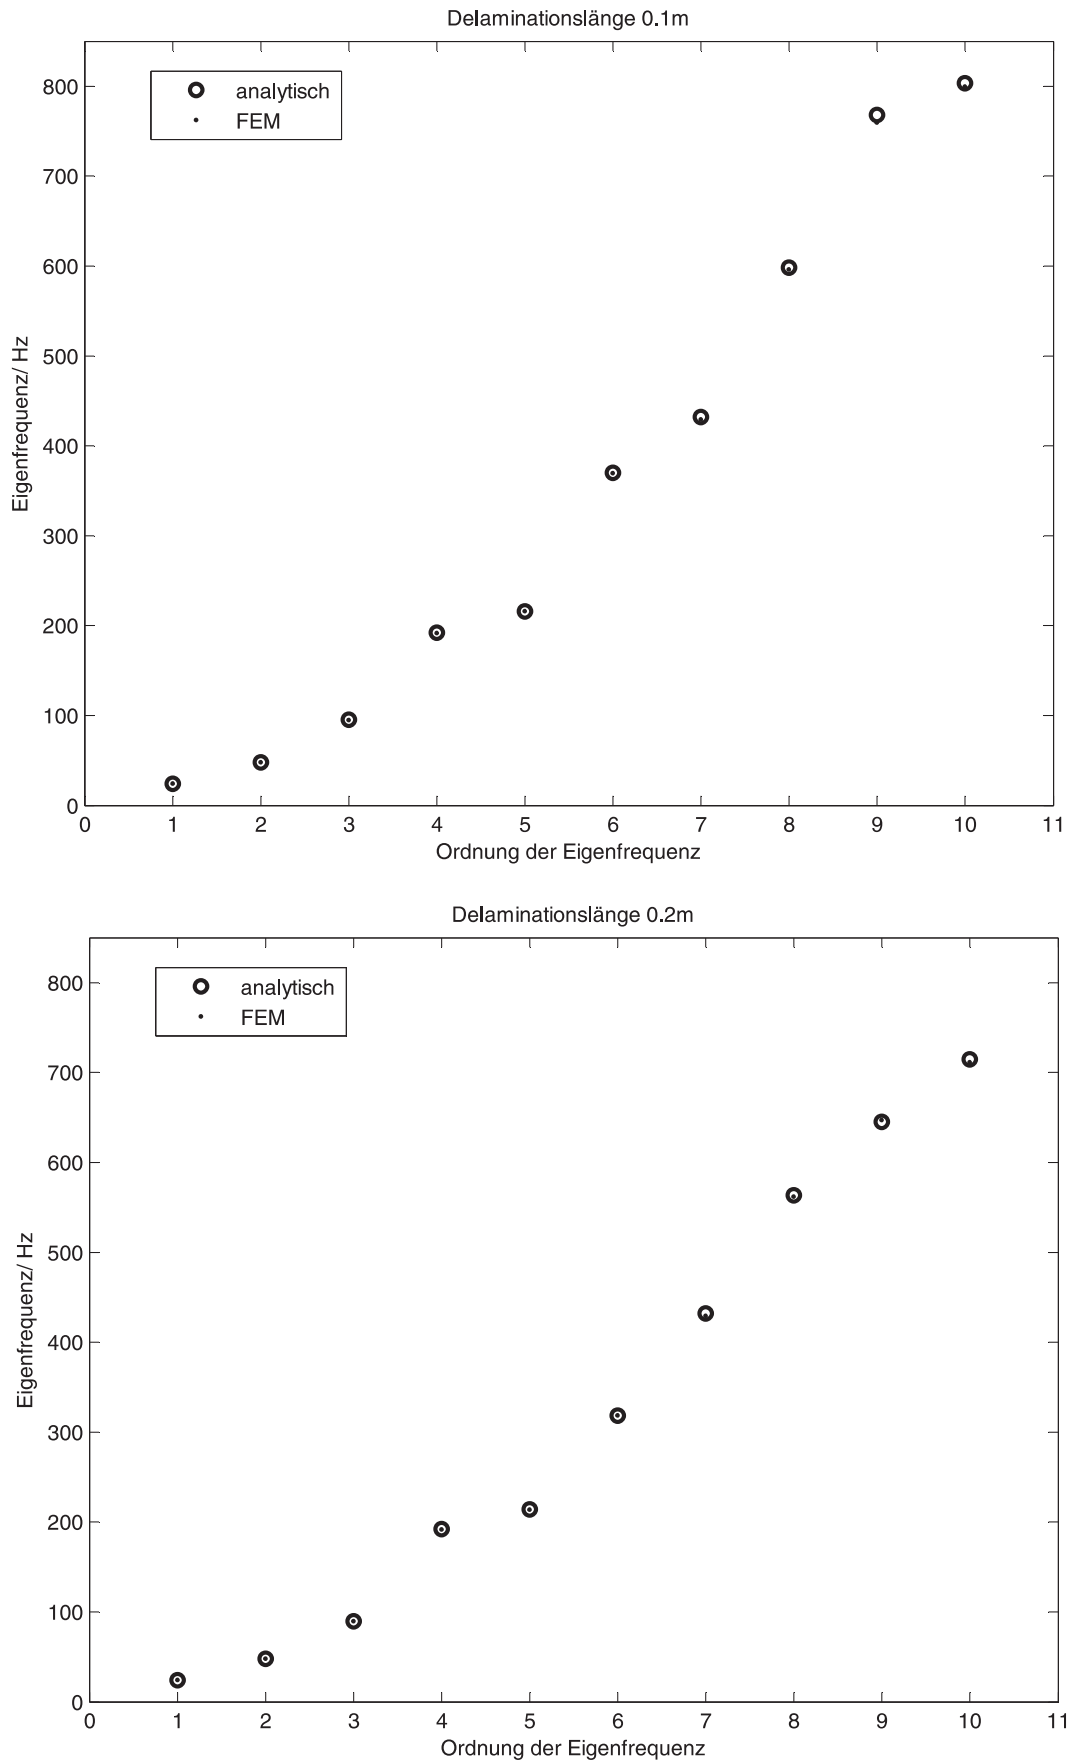 Delaminationslänge 0.1m
analytisch
FEM
800
700
600
500
400
300
200
100
0
Eigenfrequenz/ Hz
0 1 2 3 4 5 6 7 8 9 10 11
Ordnung der Eigenfrequenz
Delaminationslänge 0.2m
analytisch
FEM
800
700
600
500
400
300
200
100
0
Eigenfrequenz/ Hz
0 1 2 3 4 5 6 7 8 9 10 11
Ordnung der Eigenfrequenz